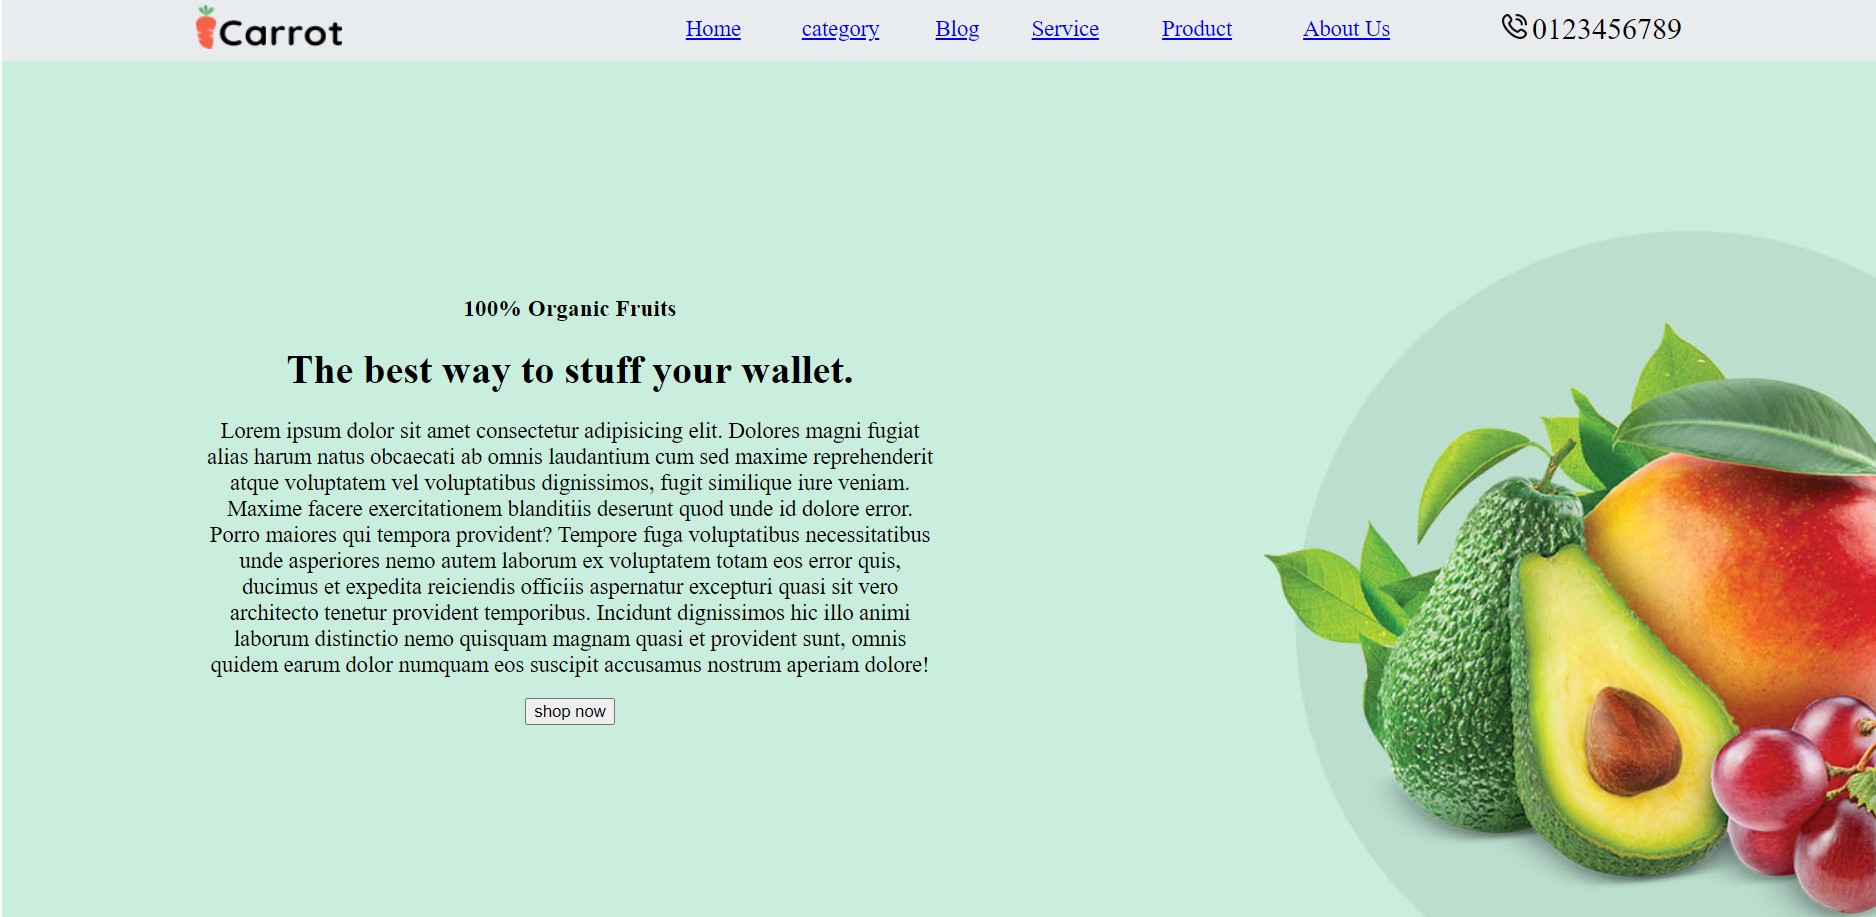 Carrot
Home category Blog Service Product About Us 0123456789
100% Organic Fruits
The best way to stuff your wallet.
Lorem ipsum dolor sit amet consectetur adipisicing elit. Dolores magni fugiat
alias harum natus obcaecati ab omnis laudantium cum sed maxime reprehenderit
atque voluptatem vel voluptatibus dignissimos, fugit similique iure veniam.
Maxime facere exercitationem blanditiis deserunt quod unde id dolore error.
Porro maiores qui tempora provident? Tempore fuga voluptatibus necessitatibus
unde asperiores nemo autem laborum ex voluptatem totam eos error quis,
ducimus et expedita reiciendis officiis aspernatur excepturi quasi sit vero
architecto tenetur provident temporibus. Incidunt dignissimos hic illo animi
laborum distinctio nemo quisquam magnam quasi et provident sunt, omnis
quidem earum dolor numquam eos suscipit accusamus nostrum aperiam dolore!
shop now